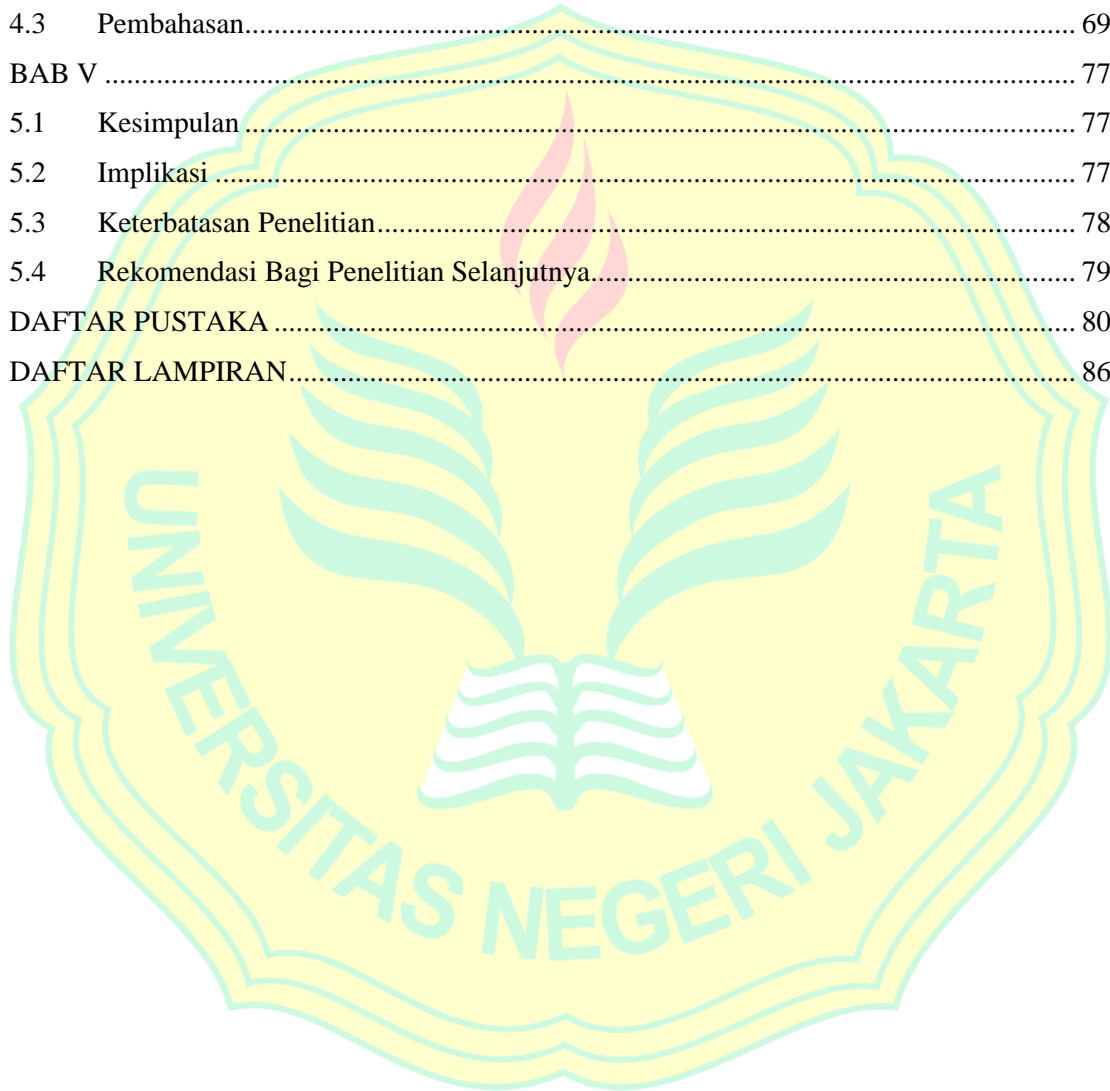 4.3 Pembahasan.......................................................................................................................... 69
BAB V ....................................................................................................................................... 77
5.1 Kesimpulan ......................................................................................................................... 77
5.2 Implikasi ............................................................................................................................. 77
5.3 Keterbatasan Penelitian....................................................................................................... 78
5.4 Rekomendasi Bagi Penelitian Selanjutnya.......................................................................... 79
DAFTAR PUSTAKA ................................................................................................................ 80
DAFTAR LAMPIRAN.............................................................................................................. 86
UNIVERSITAS NEGERI JAKARTA